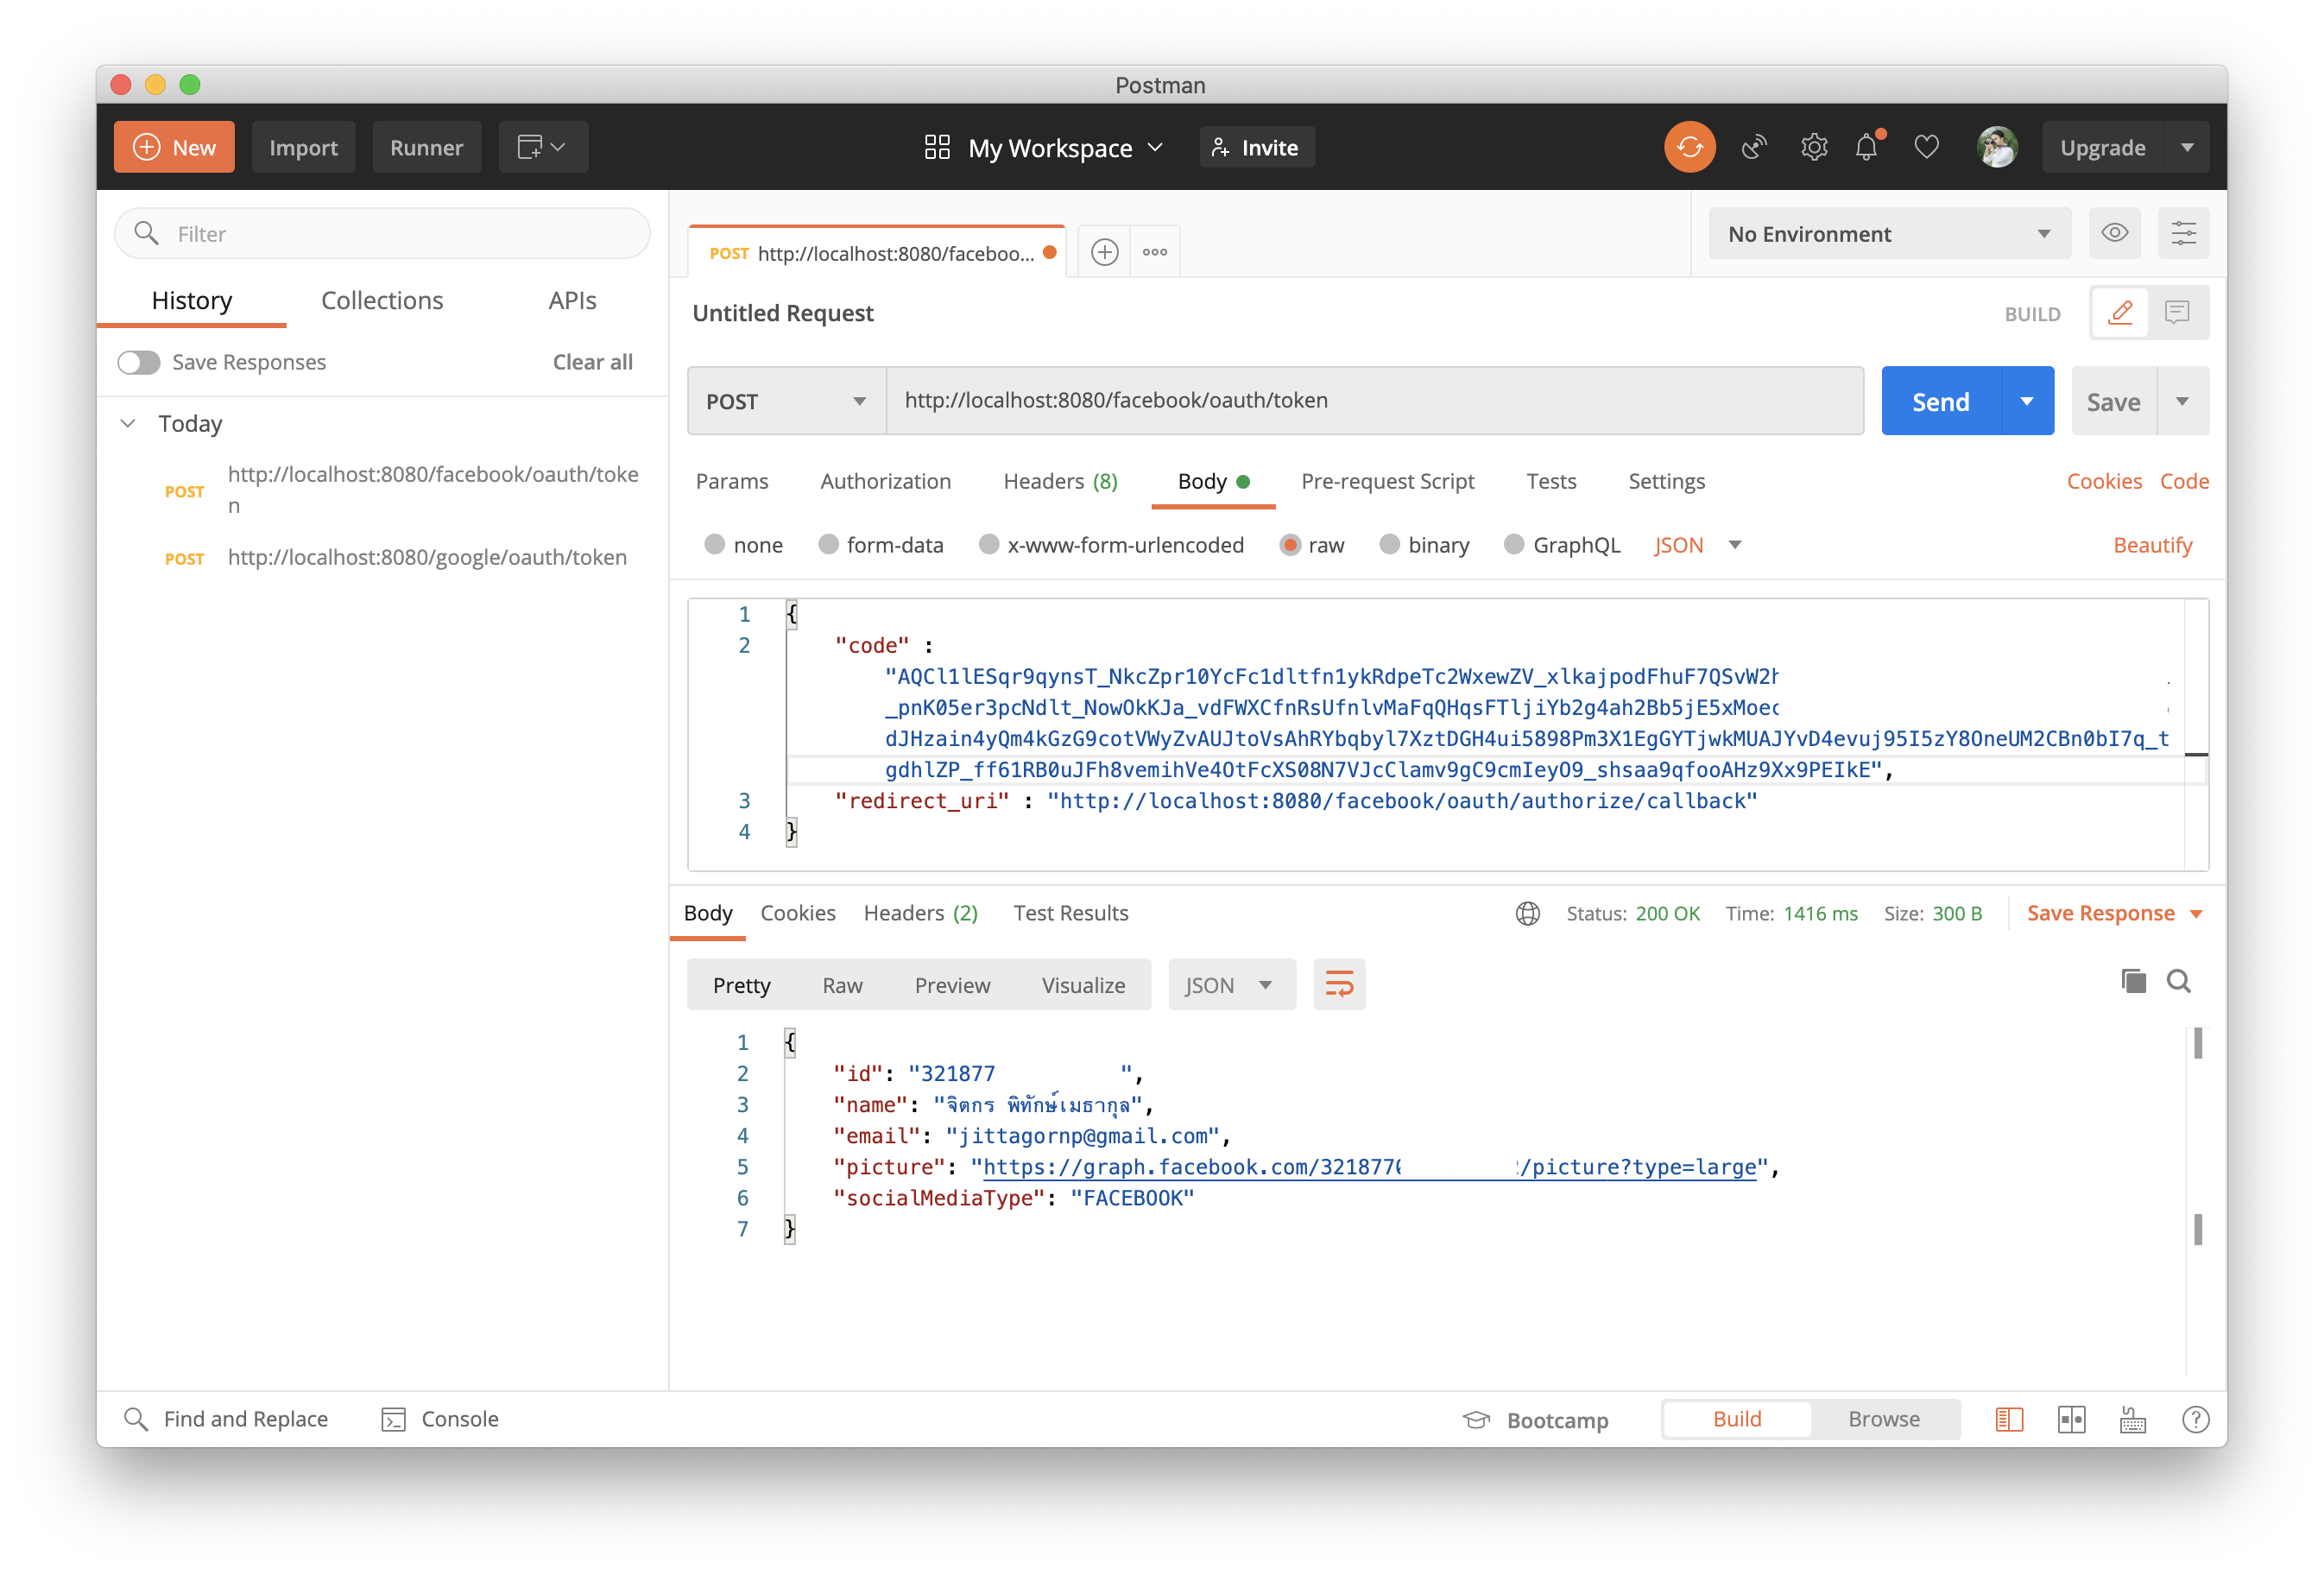 Postman
New
Import
Runner
My Workspace
Invite
Upgrade
Filter
History
Collections
APIs
Save Responses
Clear all
Today
POST http://localhost:8080/facebook/oauth/toke
n
POST http://localhost:8080/google/oauth/token
POST http://localhost:8080/faceboo...
No Environment
Untitled Request
BUILD
POST
http://localhost:8080/facebook/oauth/token
Send
Save
Params
Authorization
Headers (8)
Body
Pre-request Script
Tests
Settings
Cookies
Code
none
form-data
x-www-form-urlencoded
raw
binary
GraphQL
JSON
Beautify
1 {
2 "code" :
"AQCl1lESqr9qynsT_NkcZpr10YcFc1dltfn1ykRdpeTc2WxewZV_xlkajpodFhuF7QSvW2h
_pnK05er3pcNdlt_NowOkKJa_vdFWXCfnRsUfnlvMaFqQHqsFTljiYb2g4ah2Bb5jE5xMoec
dJHzain4yQm4kGzG9cotVWyZvAUJtoVsAhRYbqbyl7XztDGH4ui5898Pm3X1EgGYTjwkMUAJYvD4evuj95I5zY8OneUM2CBn0bI7q_t
gdhlZP_ff61RB0uJFh8vemihVe4OtFcXS08N7VJcClamv9gC9cmIeyO9_shsaa9qfooAHz9Xx9PEIkE",
3 "redirect_uri" : "http://localhost:8080/facebook/oauth/authorize/callback"
4 }
Body
Cookies
Headers (2)
Test Results
Status: 200 OK
Time: 1416 ms
Size: 300 B
Save Response
Pretty
Raw
Preview
Visualize
JSON
1 {
2 "id": "321877 ",
3 "name": "จิตกร พิทักษ์เมธากุล",
4 "email": "jittagornp@gmail.com",
5 "picture": "https://graph.facebook.com/321877 /picture?type=large",
6 "socialMediaType": "FACEBOOK"
7 }
Find and Replace
Console
Bootcamp
Build
Browse